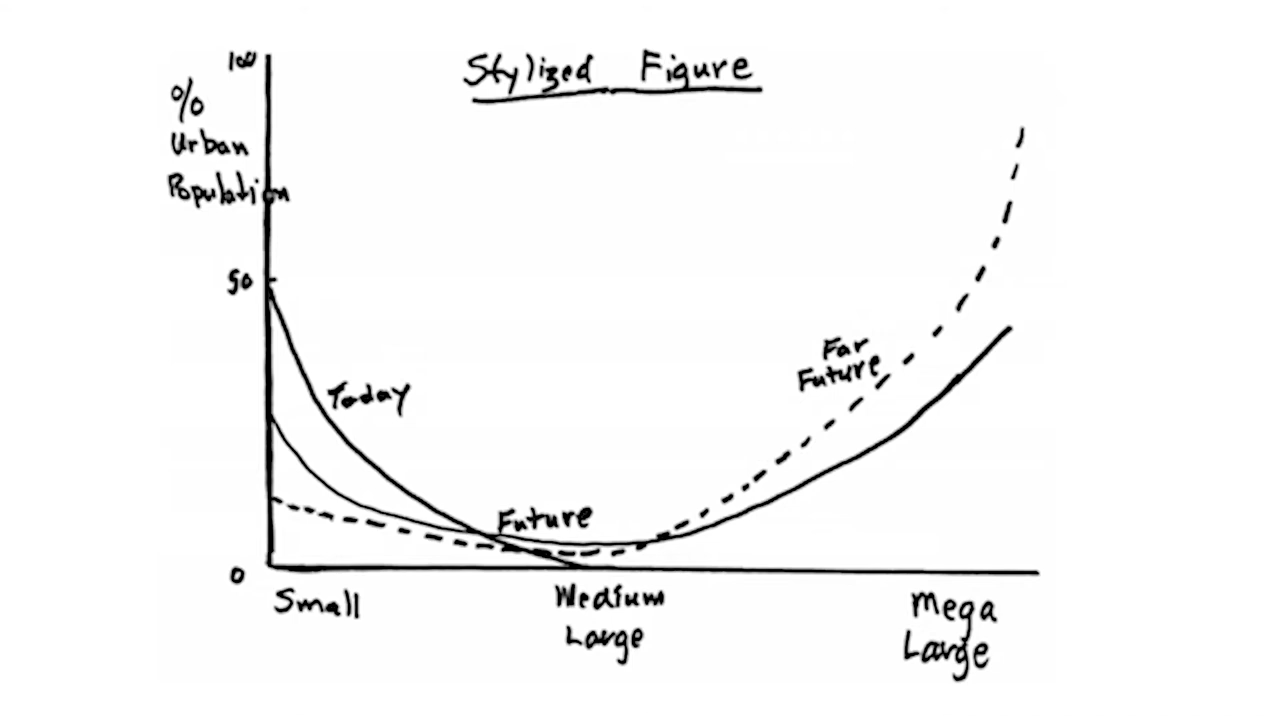 Stylized Figure
100
%
Urban
Population
50
Today
Far
Future
Future
0
Small
Medium
Large
Mega
Large